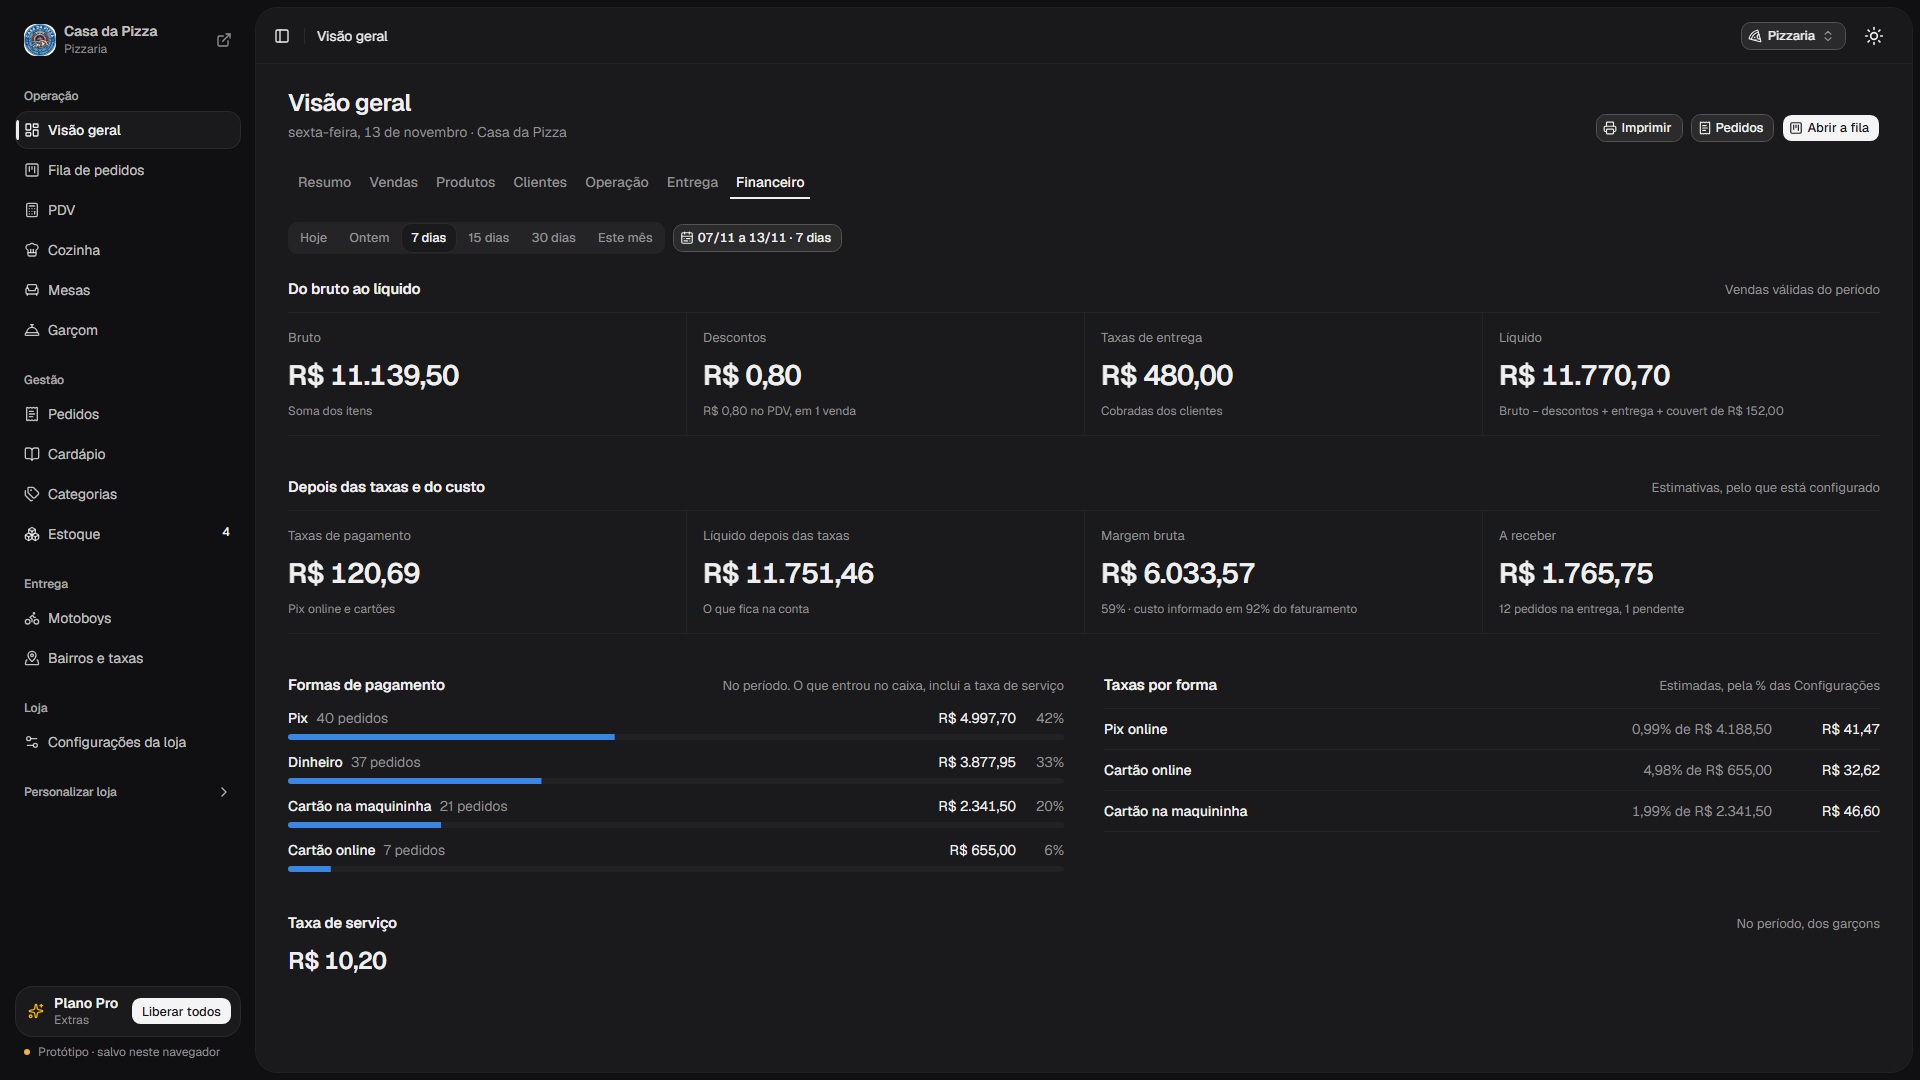 Casa da Pizza
Pizzaria
Operação
Visão geral
Fila de pedidos
PDV
Cozinha
Mesas
Garçom
Gestão
Pedidos
Cardápio
Categorias
Estoque 4
Entrega
Motoboys
Bairros e taxas
Loja
Configurações da loja
Personalizar loja
Plano Pro
Extras
Liberar todos
Protótipo · salvo neste navegador
Visão geral
Pizzaria
Visão geral
sexta-feira, 13 de novembro · Casa da Pizza
Imprimir Pedidos Abrir a fila
Resumo Vendas Produtos Clientes Operação Entrega Financeiro
Hoje Ontem 7 dias 15 dias 30 dias Este mês 07/11 a 13/11 · 7 dias
Do bruto ao líquido Vendas válidas do período
Bruto
R$ 11.139,50
Soma dos itens
Descontos
R$ 0,80
R$ 0,80 no PDV, em 1 venda
Taxas de entrega
R$ 480,00
Cobradas dos clientes
Líquido
R$ 11.770,70
Bruto − descontos + entrega + couvert de R$ 152,00
Depois das taxas e do custo Estimativas, pelo que está configurado
Taxas de pagamento
R$ 120,69
Pix online e cartões
Líquido depois das taxas
R$ 11.751,46
O que fica na conta
Margem bruta
R$ 6.033,57
59% · custo informado em 92% do faturamento
A receber
R$ 1.765,75
12 pedidos na entrega, 1 pendente
Formas de pagamento No período. O que entrou no caixa, inclui a taxa de serviço
Pix 40 pedidos R$ 4.997,70 42%
Dinheiro 37 pedidos R$ 3.877,95 33%
Cartão na maquininha 21 pedidos R$ 2.341,50 20%
Cartão online 7 pedidos R$ 655,00 6%
Taxas por forma Estimadas, pela % das Configurações
Pix online 0,99% de R$ 4.188,50 R$ 41,47
Cartão online 4,98% de R$ 655,00 R$ 32,62
Cartão na maquininha 1,99% de R$ 2.341,50 R$ 46,60
Taxa de serviço No período, dos garçons
R$ 10,20